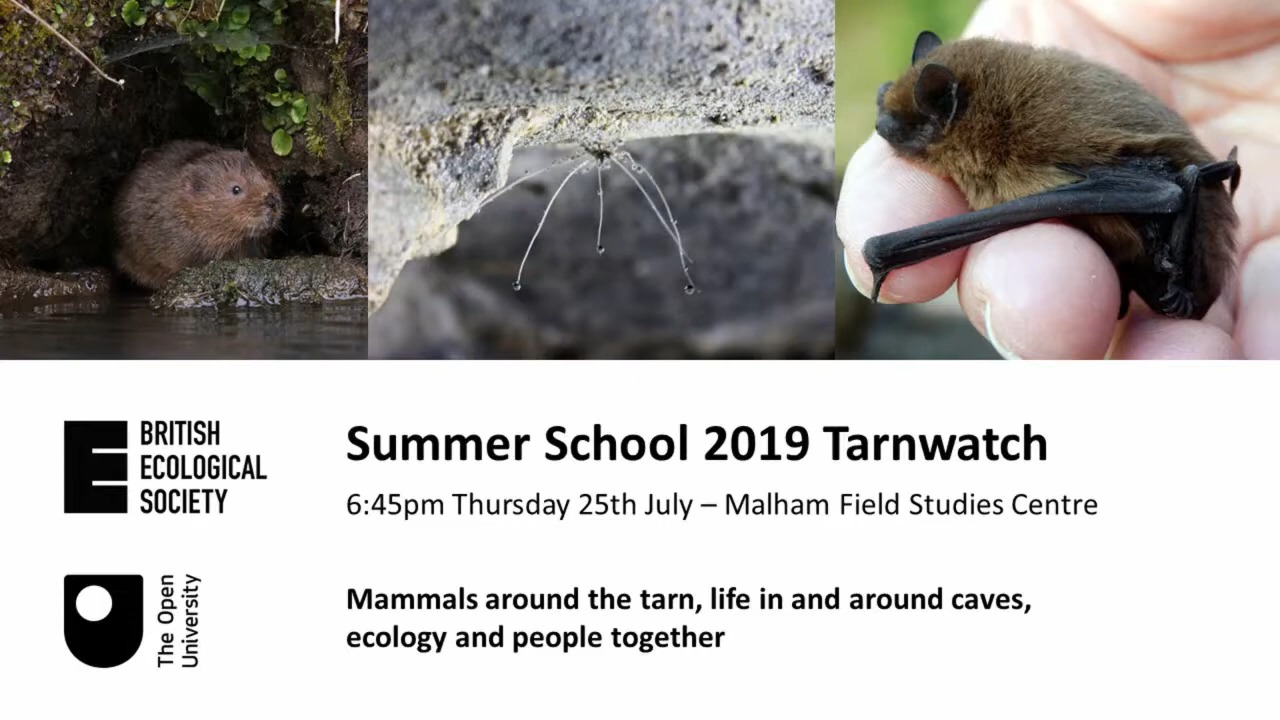 BRITISH
ECOLOGICAL
SOCIETY
Summer School 2019 Tarnwatch
6:45pm Thursday 25th July – Malham Field Studies Centre
The Open
University
Mammals around the tarn, life in and around caves,
ecology and people together